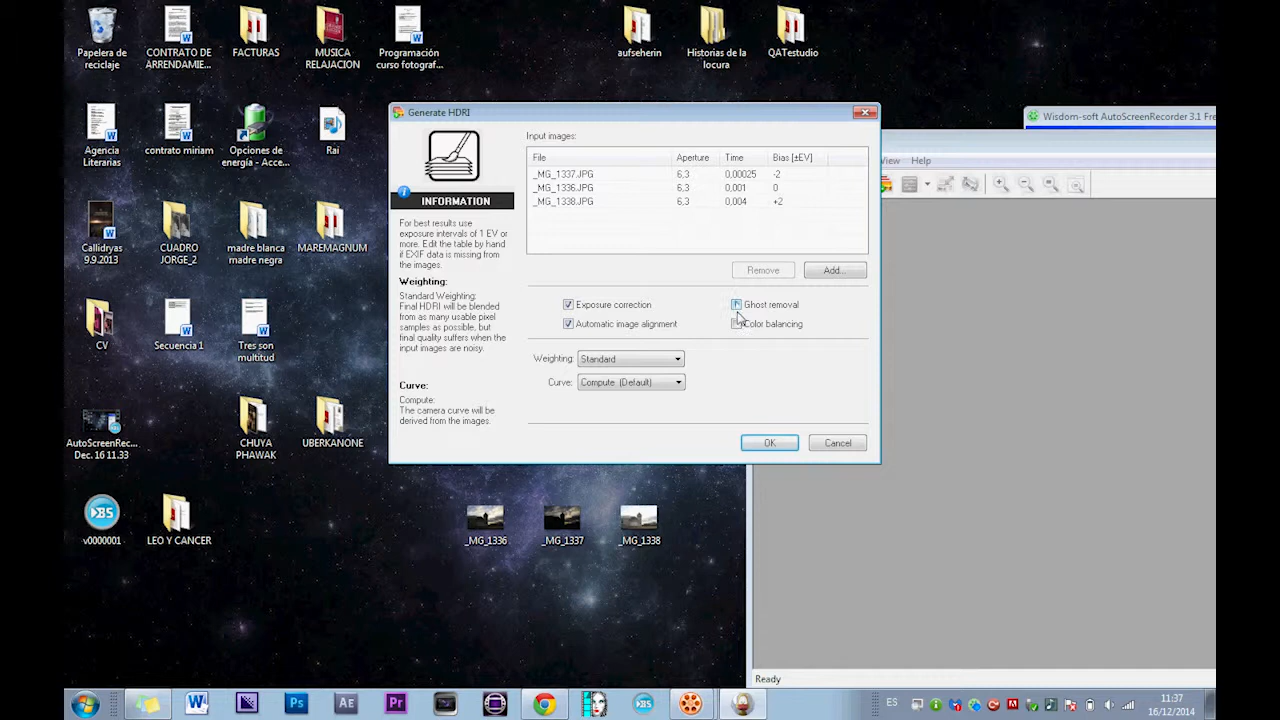 Papelera de
reciclaje
CONTRATO DE
ARRENDAMIE...
FACTURAS
MUSICA
RELAJACION
Programación
curso fotograf...
aufseherin
Historias de la
locura
QATestudio
Agencia
Literarias
contrato miriam
Opciones de
energía - Acce...
Rai
Callidryas
9.9.2013
CUADRO
JORGE_2
madre blanca
madre negra
MAREMAGNUM
CV
Secuencia 1
Tres son
multitud
AutoScreenRec...
Dec. 16 11.33
CHUYA
PHAWAK
UBERKANONE
v0000001
LEO Y CANCER
_MG_1336
_MG_1337
_MG_1338
Generate HDRI
INFORMATION
For best results use
exposure intervals of 1 EV or
more. Edit the table by hand
if EXIF data is missing from
the images.
Weighting:
Standard Weighting:
Final HDRI will be blended
from as many usable pixel
samples as possible, but
final quality suffers when the
input images are noisy.
Curve:
Compute:
The camera curve will be
derived from the images.
Input images:
File Aperture Time Bias [±EV]
_MG_1337.JPG 6,3 0,00025 -2
_MG_1336.JPG 6,3 0,001 0
_MG_1338.JPG 6,3 0,004 +2
Remove
Add...
Exposure correction
Ghost removal
Automatic image alignment
Color balancing
Weighting: Standard
Curve: Compute (Default)
OK
Cancel
Wisdom-soft AutoScreenRecorder 3.1 Fre
View Help
Ready
W
Ps
Ae
Pr
BS
ES
11:37
16/12/2014